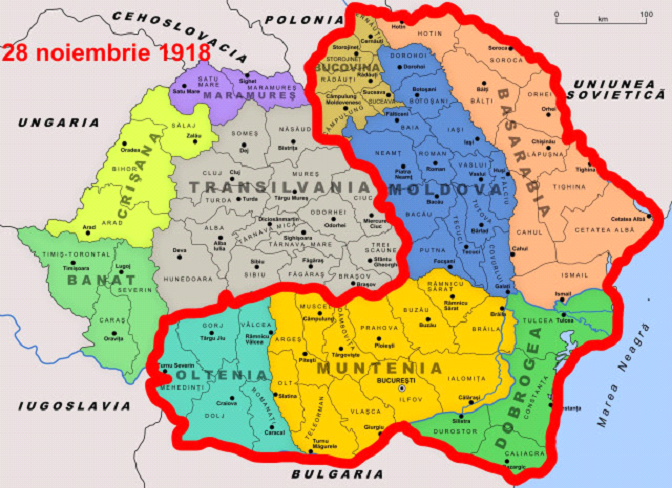 28 noiembrie 1918
CEHOSLOVACIA
POLONIA
0 km 100
UNIUNEA
SOVIETICĂ
UNGARIA
IUGOSLAVIA
BULGARIA
Marea Neagră
BUCOVINA
Cernăuți
Storojineț
STOROJINEȚ
RĂDĂUȚI
Rădăuți
Câmpulung
Moldovenesc
Suceava
SUCEAVA
CÂMPULUNG
HOTIN
Hotin
Soroca
SOROCA
Bălți
BĂLȚI
ORHEI
Orhei
Chișinău
LĂPUȘNA
Tighina
TIGHINA
Cetatea Albă
CETATEA ALBĂ
CAHUL
Cahul
ISMAIL
Ismail
BASARABIA
DOROHOI
Dorohoi
Botoșani
BOTOȘANI
Fălticeni
BAIA
IAȘI
Iași
NEAMȚ
Piatra
Neamț
ROMAN
Roman
VASLUI
Vaslui
Huși
FĂLCIU
MOLDOVA
BACĂU
Bacău
TUTOVA
Bârlad
TECUCI
Tecuci
COVURLUI
PUTNA
Focșani
Galați
SATU
MARE
Satu Mare
Sighet
MARAMUREȘ
MARAMUREȘ
SĂLAJ
Zalău
Oradea
BIHOR
CRIȘANA
ARAD
Arad
SOMEȘ
Dej
NĂSĂUD
Bistrița
CLUJ
Cluj
MUREȘ
TRANSILVANIA
TURDA
Turda
Târgu Mureș
CIUC
Miercurea
Ciuc
ALBA
Alba
Iulia
Diciosânmartin
TÂRNAVA MICĂ
ODORHEI
Odorhei
Sighișoara
TÂRNAVA MARE
TREI
SCAUNE
Sfântu
Gheorghe
Deva
HUNEDOARA
Sibiu
SIBIU
Făgăraș
FĂGĂRAȘ
BRAȘOV
Brașov
TIMIȘ-TORONTAL
Timișoara
Lugoj
BANAT
SEVERIN
CARAȘ
Oravița
GORJ
Târgu Jiu
VÂLCEA
Râmnicu
Vâlcea
Turnu Severin
OLTENIA
MEHEDINȚI
Craiova
DOLJ
ROMANAȚI
Caracal
MUSCEL
Câmpulung
ARGEȘ
Pitești
DÂMBOVIȚA
Târgoviște
PRAHOVA
Ploiești
BUZĂU
Buzău
RÂMNICU
SĂRAT
Râmnicu
Sărat
BRĂILA
Brăila
MUNTENIA
OLT
Slatina
TELEORMAN
Turnu
Măgurele
VLAȘCA
Giurgiu
BUCUREȘTI
ILFOV
IALOMIȚA
Călărași
TULCEA
Tulcea
DOBROGEA
CONSTANȚA
Silistra
DUROSTOR
CALIACRA
Bazargic